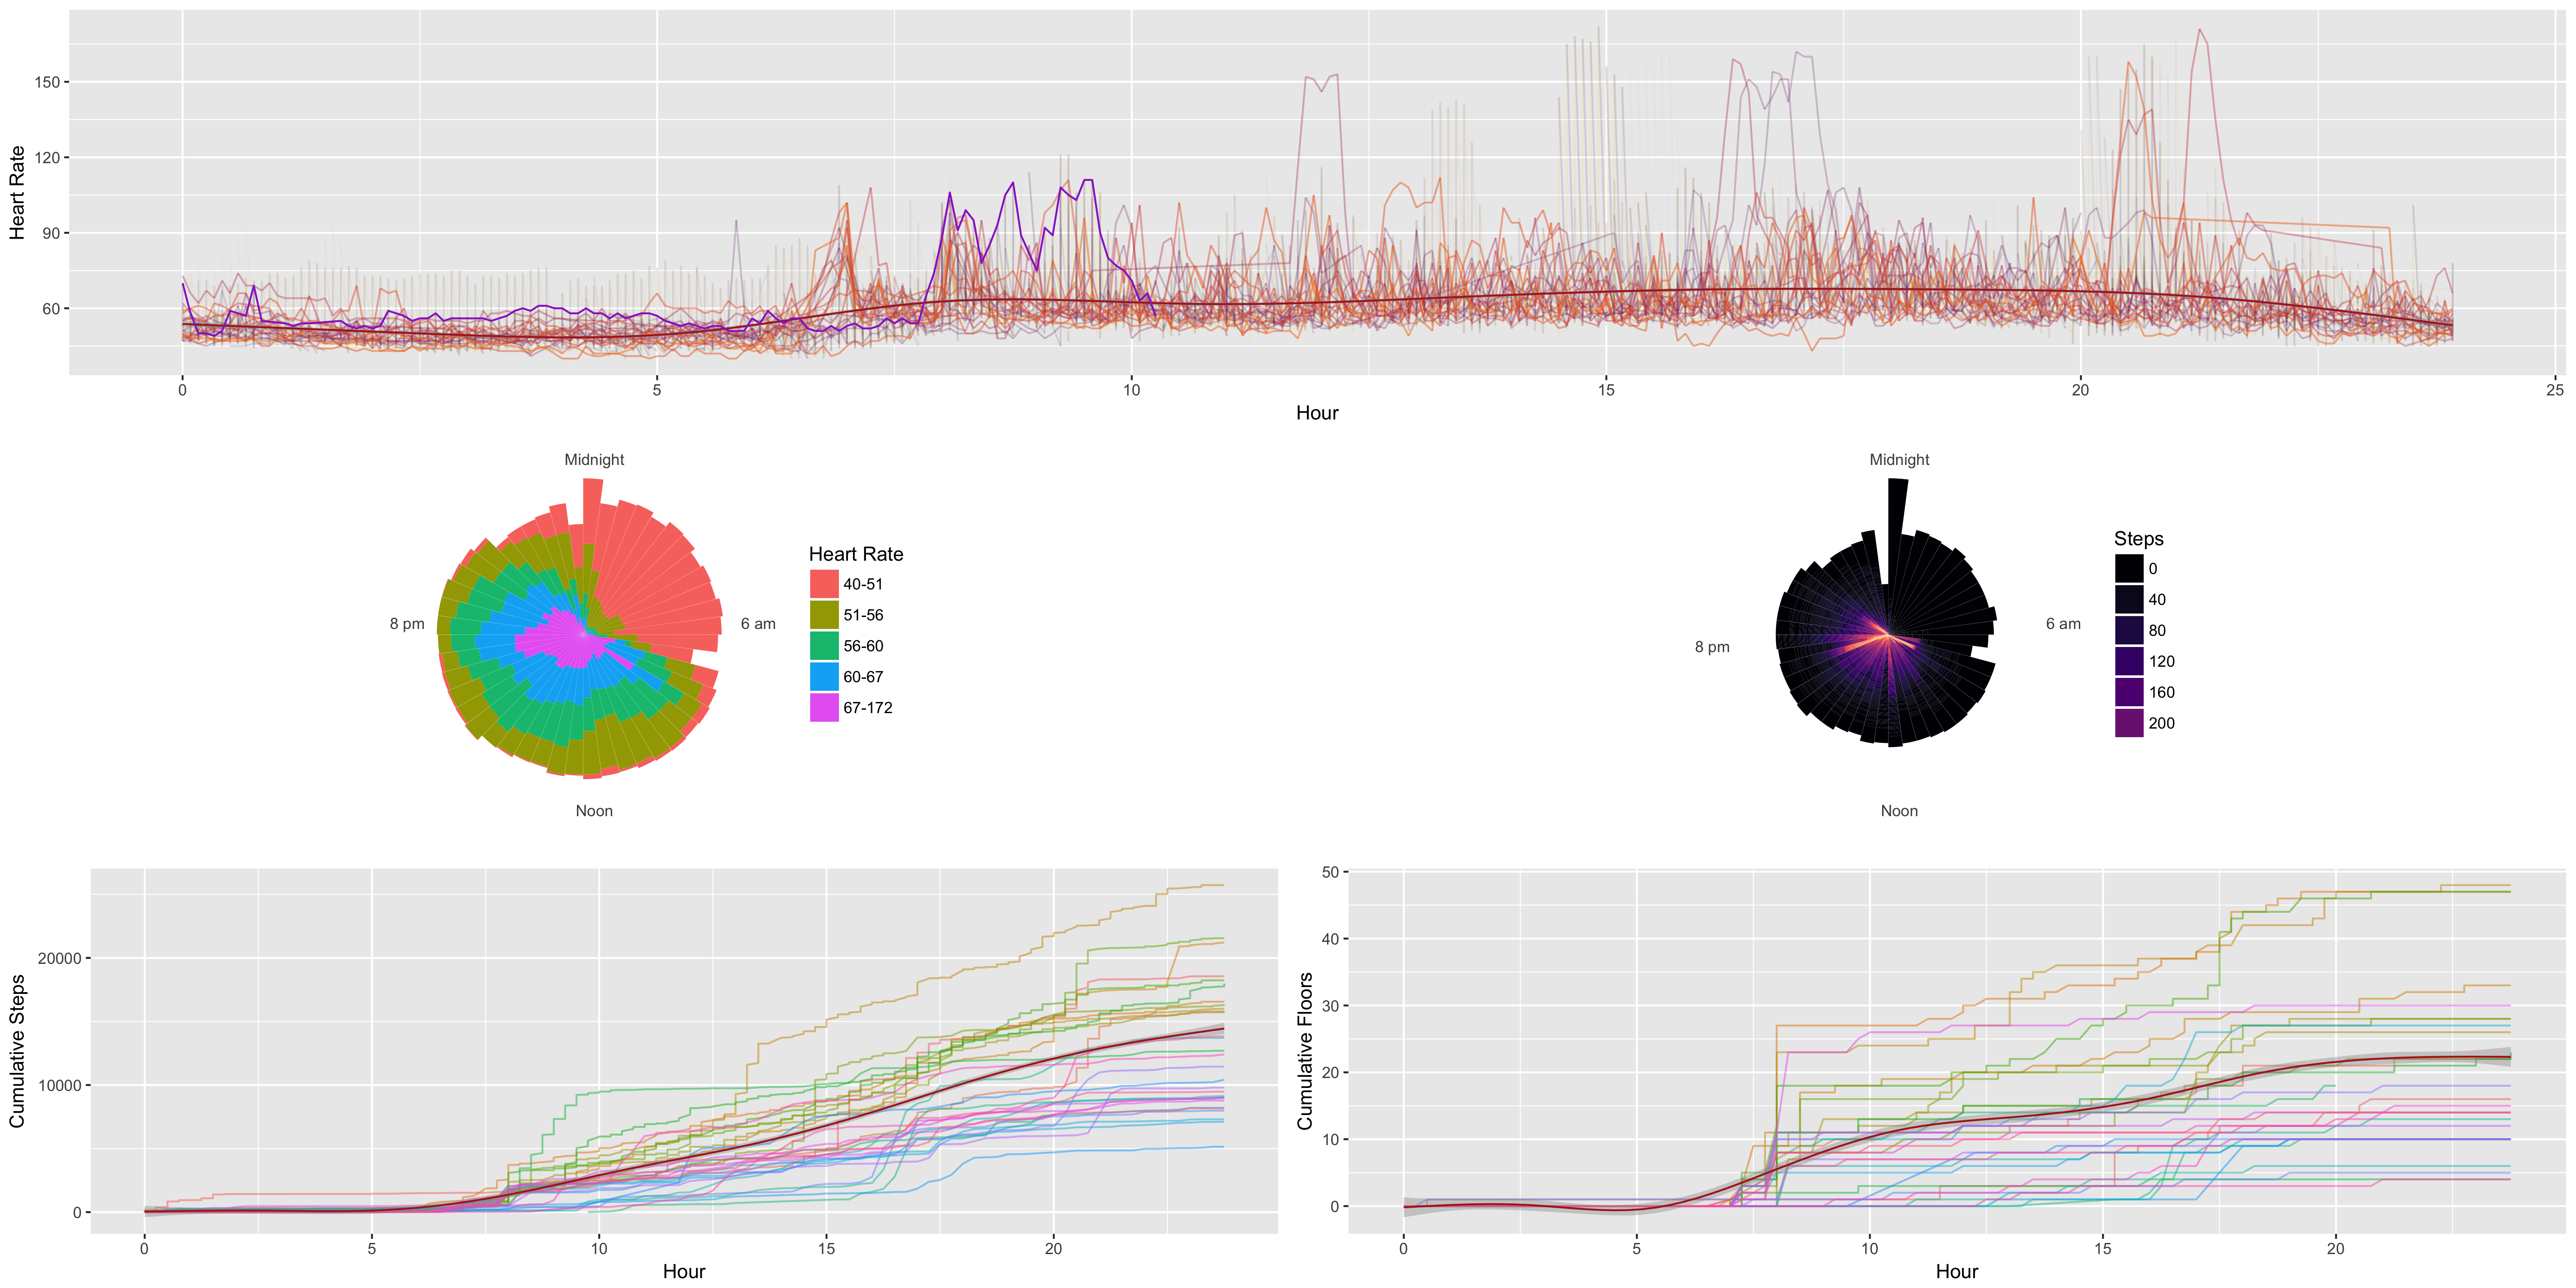 Heart Rate
150
120
90
60
0 5 10 15 20 25
Hour
Midnight
8 pm
6 am
Noon
Heart Rate
40-51
51-56
56-60
60-67
67-172
Midnight
8 pm
6 am
Noon
Steps
0
40
80
120
160
200
Cumulative Steps
20000
10000
0
0 5 10 15 20
Hour
Cumulative Floors
50
40
30
20
10
0
0 5 10 15 20
Hour